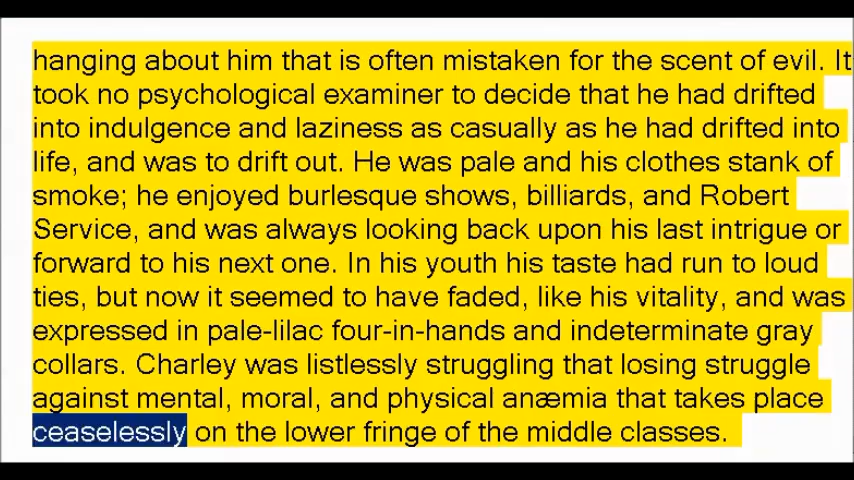 hanging about him that is often mistaken for the scent of evil. It
took no psychological examiner to decide that he had drifted
into indulgence and laziness as casually as he had drifted into
life, and was to drift out. He was pale and his clothes stank of
smoke; he enjoyed burlesque shows, billiards, and Robert
Service, and was always looking back upon his last intrigue or
forward to his next one. In his youth his taste had run to loud
ties, but now it seemed to have faded, like his vitality, and was
expressed in pale-lilac four-in-hands and indeterminate gray
collars. Charley was listlessly struggling that losing struggle
against mental, moral, and physical anæmia that takes place
ceaselessly on the lower fringe of the middle classes.